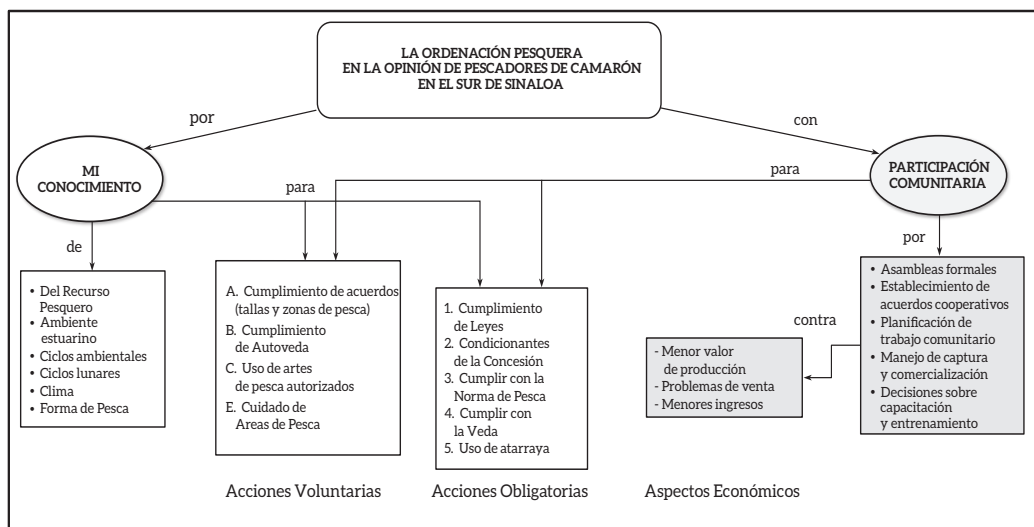 LA ORDENACIÓN PESQUERA
EN LA OPINIÓN DE PESCADORES DE CAMARÓN
EN EL SUR DE SINALOA
por
con
MI
CONOCIMIENTO
para
para
PARTICIPACIÓN
COMUNITARIA
de
por
• Del Recurso
Pesquero
• Ambiente
estuarino
• Ciclos ambientales
• Ciclos lunares
• Clima
• Forma de Pesca
A. Cumplimiento de acuerdos
(tallas y zonas de pesca)
B. Cumplimiento
de Autoveda
C. Uso de artes
de pesca autorizados
E. Cuidado de
Areas de Pesca
Acciones Voluntarias
1. Cumplimiento
de Leyes
2. Condicionantes
de la Concesión
3. Cumplir con la
Norma de Pesca
4. Cumplir con
la Veda
5. Uso de atarraya
Acciones Obligatorias
contra
- Menor valor
de producción
- Problemas de venta
- Menores ingresos
Aspectos Económicos
• Asambleas formales
• Establecimiento de
acuerdos cooperativos
• Planificación de
trabajo comunitario
• Manejo de captura
y comercialización
• Decisiones sobre
capacitación
y entrenamiento